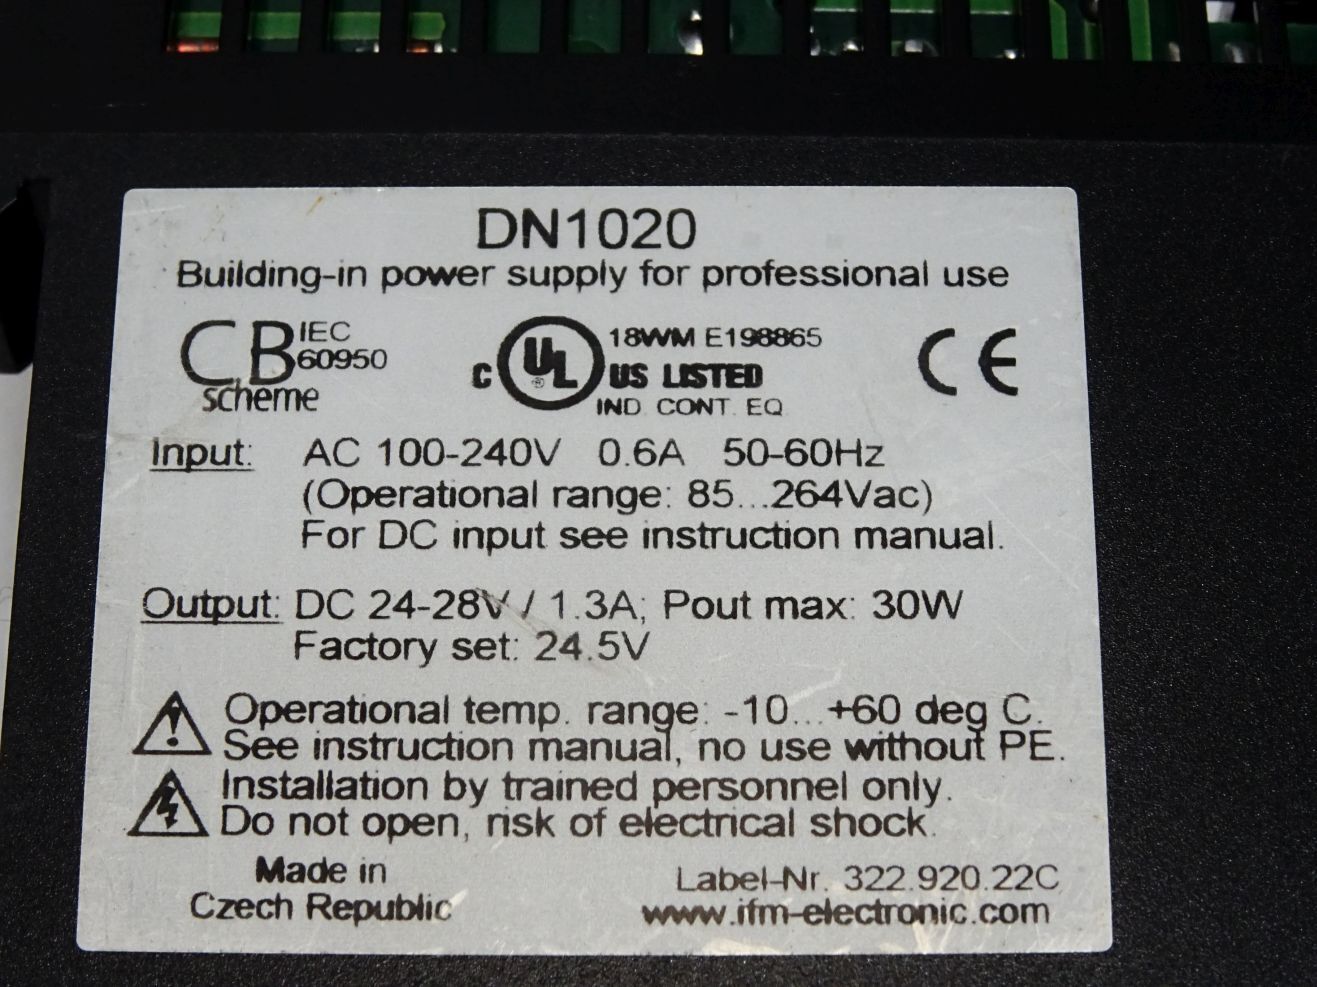 DN1020
Building-in power supply for professional use
CB IEC 60950 scheme
C UL ® US LISTED 18WM E198865
IND. CONT. EQ
CE
Input: AC 100-240V 0.6A 50-60Hz
(Operational range: 85...264Vac)
For DC input see instruction manual.
Output: DC 24-28V / 1.3A; Pout max: 30W
Factory set: 24.5V
Operational temp. range: -10...+60 deg C.
See instruction manual, no use without PE.
Installation by trained personnel only.
Do not open, risk of electrical shock.
Made in
Czech Republic
Label-Nr. 322.920.22C
www.ifm-electronic.com